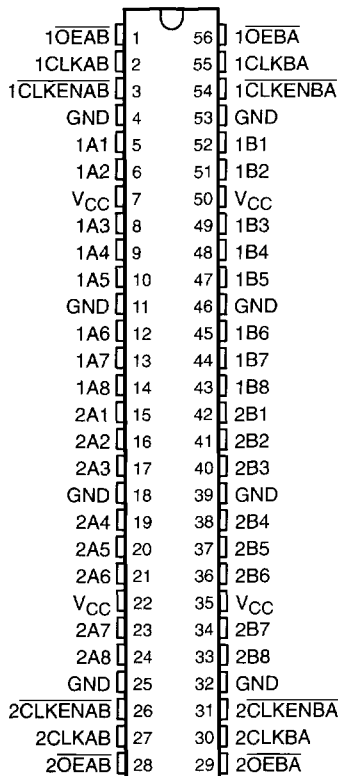 1OEAB 1 56 1OEBA
1CLKAB 2 55 1CLKBA
1CLKENAB 3 54 1CLKENBA
GND 4 53 GND
1A1 5 52 1B1
1A2 6 51 1B2
VCC 7 50 VCC
1A3 8 49 1B3
1A4 9 48 1B4
1A5 10 47 1B5
GND 11 46 GND
1A6 12 45 1B6
1A7 13 44 1B7
1A8 14 43 1B8
2A1 15 42 2B1
2A2 16 41 2B2
2A3 17 40 2B3
GND 18 39 GND
2A4 19 38 2B4
2A5 20 37 2B5
2A6 21 36 2B6
VCC 22 35 VCC
2A7 23 34 2B7
2A8 24 33 2B8
GND 25 32 GND
2CLKENAB 26 31 2CLKENBA
2CLKAB 27 30 2CLKBA
2OEAB 28 29 2OEBA